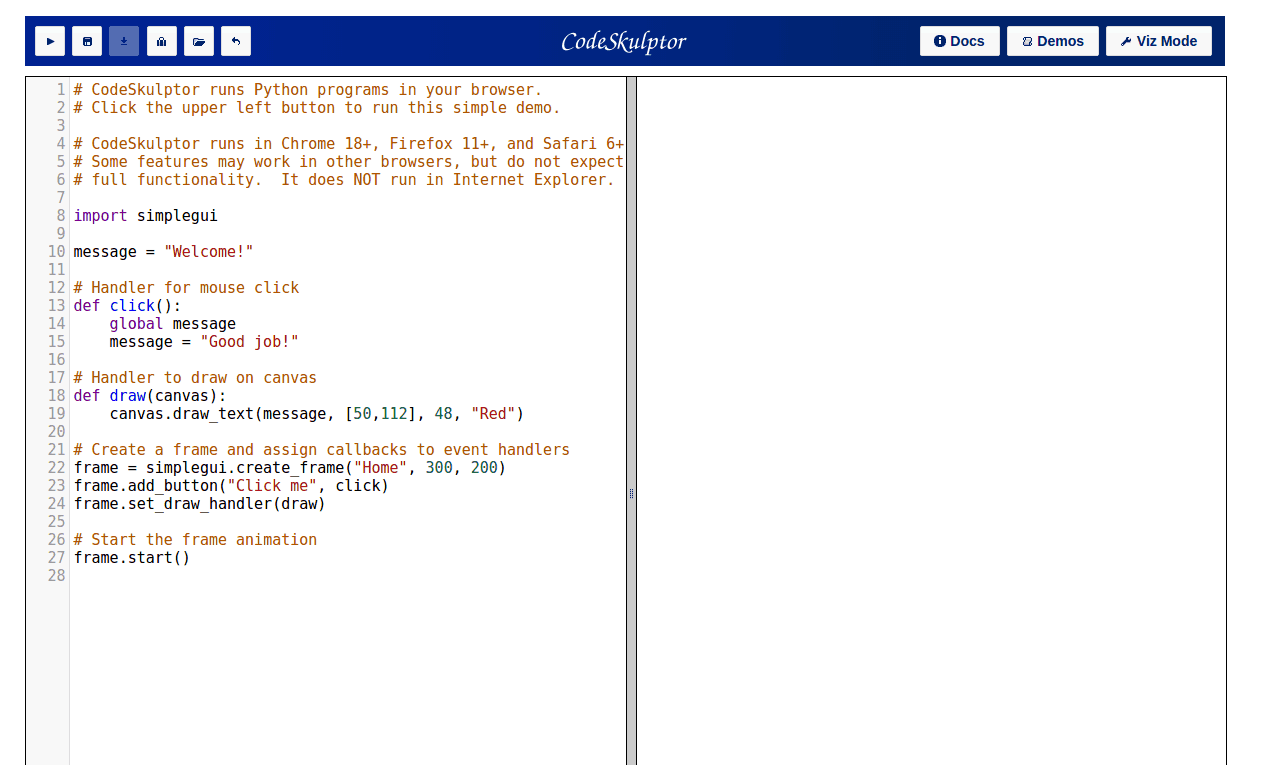 CodeSkulptor
Docs
Demos
Viz Mode
1 # CodeSkulptor runs Python programs in your browser.
2 # Click the upper left button to run this simple demo.
3
4 # CodeSkulptor runs in Chrome 18+, Firefox 11+, and Safari 6+
5 # Some features may work in other browsers, but do not expect
6 # full functionality.  It does NOT run in Internet Explorer.
7
8 import simplegui
9
10 message = "Welcome!"
11
12 # Handler for mouse click
13 def click():
14     global message
15     message = "Good job!"
16
17 # Handler to draw on canvas
18 def draw(canvas):
19     canvas.draw_text(message, [50,112], 48, "Red")
20
21 # Create a frame and assign callbacks to event handlers
22 frame = simplegui.create_frame("Home", 300, 200)
23 frame.add_button("Click me", click)
24 frame.set_draw_handler(draw)
25
26 # Start the frame animation
27 frame.start()
28